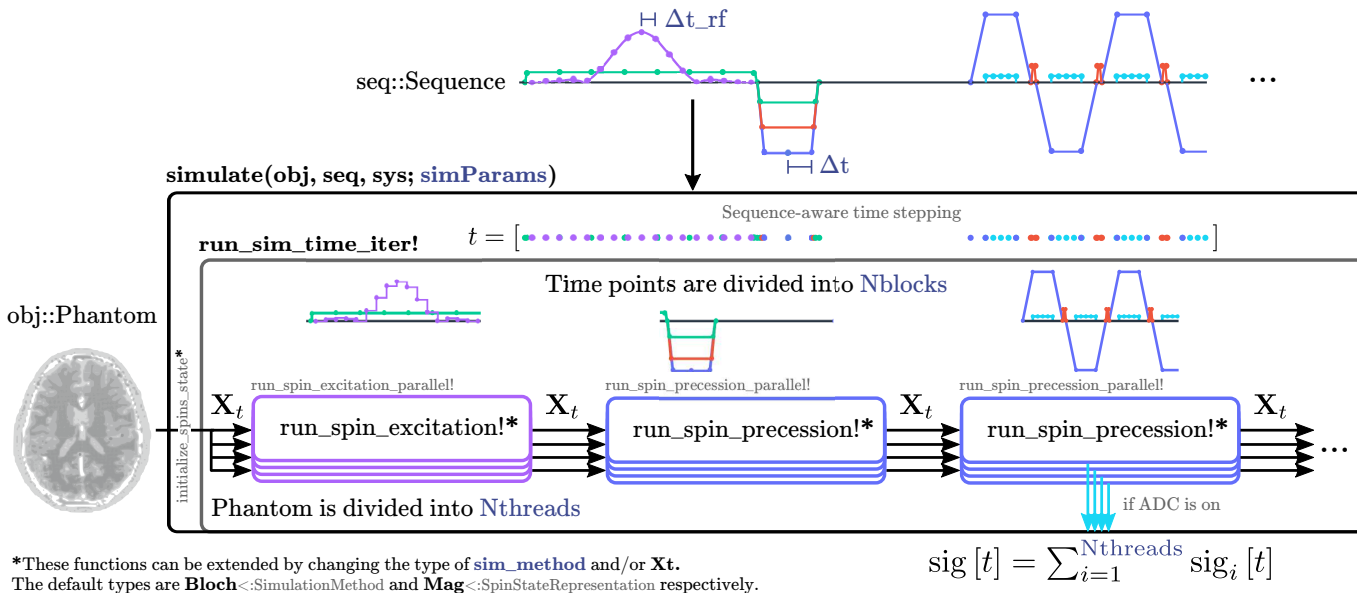 Δt_rf
seq::Sequence
...
Δt
simulate(obj, seq, sys; simParams)
Sequence-aware time stepping
run_sim_time_iter!
t = [ ]
Time points are divided into Nblocks
obj::Phantom
initialize_spins_state*
run_spin_excitation_parallel!
run_spin_precession_parallel!
run_spin_precession_parallel!
X_t
run_spin_excitation!*
X_t
run_spin_precession!*
X_t
run_spin_precession!*
X_t
...
Phantom is divided into Nthreads
if ADC is on
sig [t] = ∑_{i=1}^{Nthreads} sig_i [t]
*These functions can be extended by changing the type of sim_method and/or Xt.
The default types are Bloch<:SimulationMethod and Mag<:SpinStateRepresentation respectively.